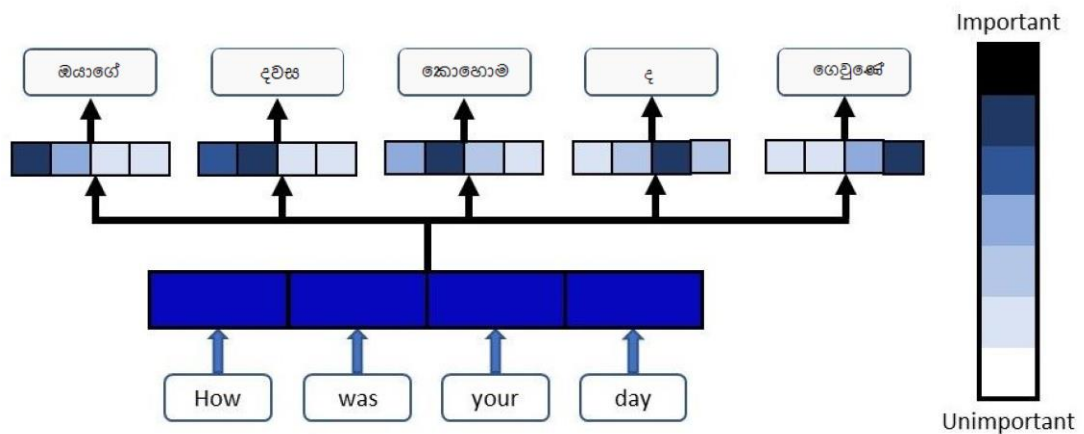 Important
ඔයාගේ
දවස
කොහොම
ද
ගෙවුණේ
How
was
your
day
Unimportant